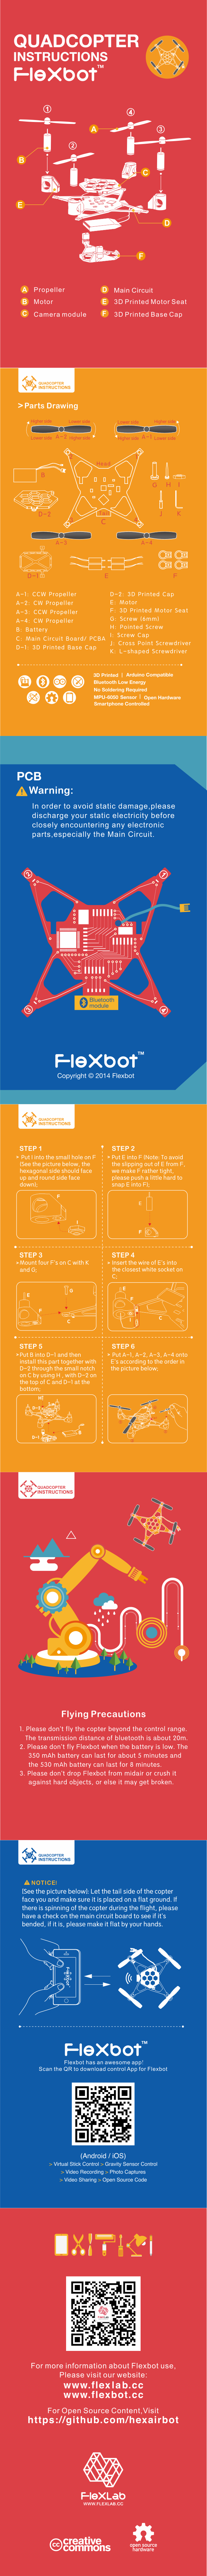 QUADCOPTER
INSTRUCTIONS
FleXbot™
1
4
A
3
2
B
C
E
D
F
A Propeller
D Main Circuit
B Motor
E 3D Printed Motor Seat
C Camera module
F 3D Printed Base Cap
QUADCOPTER
INSTRUCTIONS
> Parts Drawing
Higher side Lower side
Lower side Higher side
Lower side A-2 Higher side
Higher side A-1 Lower side
Head
B
G H I
D-2
Tail
C
J K
A-3
A-4
D-1
E
F
A-1: CCW Propeller
A-2: CW Propeller
A-3: CCW Propeller
A-4: CW Propeller
B: Battery
C: Main Circuit Board/ PCBA
D-1: 3D Printed Base Cap
D-2: 3D Printed Cap
E: Motor
F: 3D Printed Motor Seat
G: Screw (6mm)
H: Pointed Screw
I: Screw Cap
J: Cross Point Screwdriver
K: L-shaped Screwdriver
3D Printed | Arduino Compatible
Bluetooth Low Energy
No Soldering Required
MPU-6050 Sensor | Open Hardware
Smartphone Controlled
PCB
Warning:
In order to avoid static damage,please
discharge your static electricity before
closely encountering any electronic
parts,especially the Main Circuit.
Bluetooth
module
FleXbot™
Copyright © 2014 Flexbot
QUADCOPTER
INSTRUCTIONS
STEP 1
Put I into the small hole on F
(See the picture below, the
hexagonal side should face
up and round side face
down);
F
I
STEP 2
Put E into F (Note: To avoid
the slipping out of E from F,
we make F rather tight,
please push a little hard to
snap E into F);
E
F
STEP 3
Mount four F's on C with K
and G;
E
G
F
C
STEP 4
Insert the wire of E's into
the closest white socket on
C;
E
F
C
STEP 5
Put B into D-1 and then
install this part together with
D-2 through the small notch
on C by using H , with D-2 on
the top of C and D-1 at the
bottom;
H
D-2
D-1
B
STEP 6
Put A-1, A-2, A-3, A-4 onto
E's according to the order in
the picture below;
QUADCOPTER
INSTRUCTIONS
Flying Precautions
1. Please don't fly the copter beyond the control range.
The transmission distance of bluetooth is about 20m.
2. Please don't fly Flexbot when the battery is low. The
350 mAh battery can last for about 5 minutes and
the 530 mAh battery can last for 8 minutes.
3. Please don't drop Flexbot from midair or crush it
against hard objects, or else it may get broken.
QUADCOPTER
INSTRUCTIONS
NOTICE!
(See the picture below): Let the tail side of the copter
face you and make sure it is placed on a flat ground. If
there is spinning of the copter during the flight, please
have a check on the main circuit board to see if it's
bended, if it is, please make it flat by your hands.
FleXbot™
Flexbot has an awesome app!
Scan the QR to download control App for Flexbot
(Android / iOS)
> Virtual Stick Control > Gravity Sensor Control
> Video Recording > Photo Captures
> Video Sharing > Open Source Code
For more information about Flexbot use,
Please visit our website:
www.flexlab.cc
www.flexbot.cc
For Open Source Content,Visit
https://github.com/hexairbot
FleXLab
WWW.FLEXLAB.CC
cc creative
commons
open source
hardware